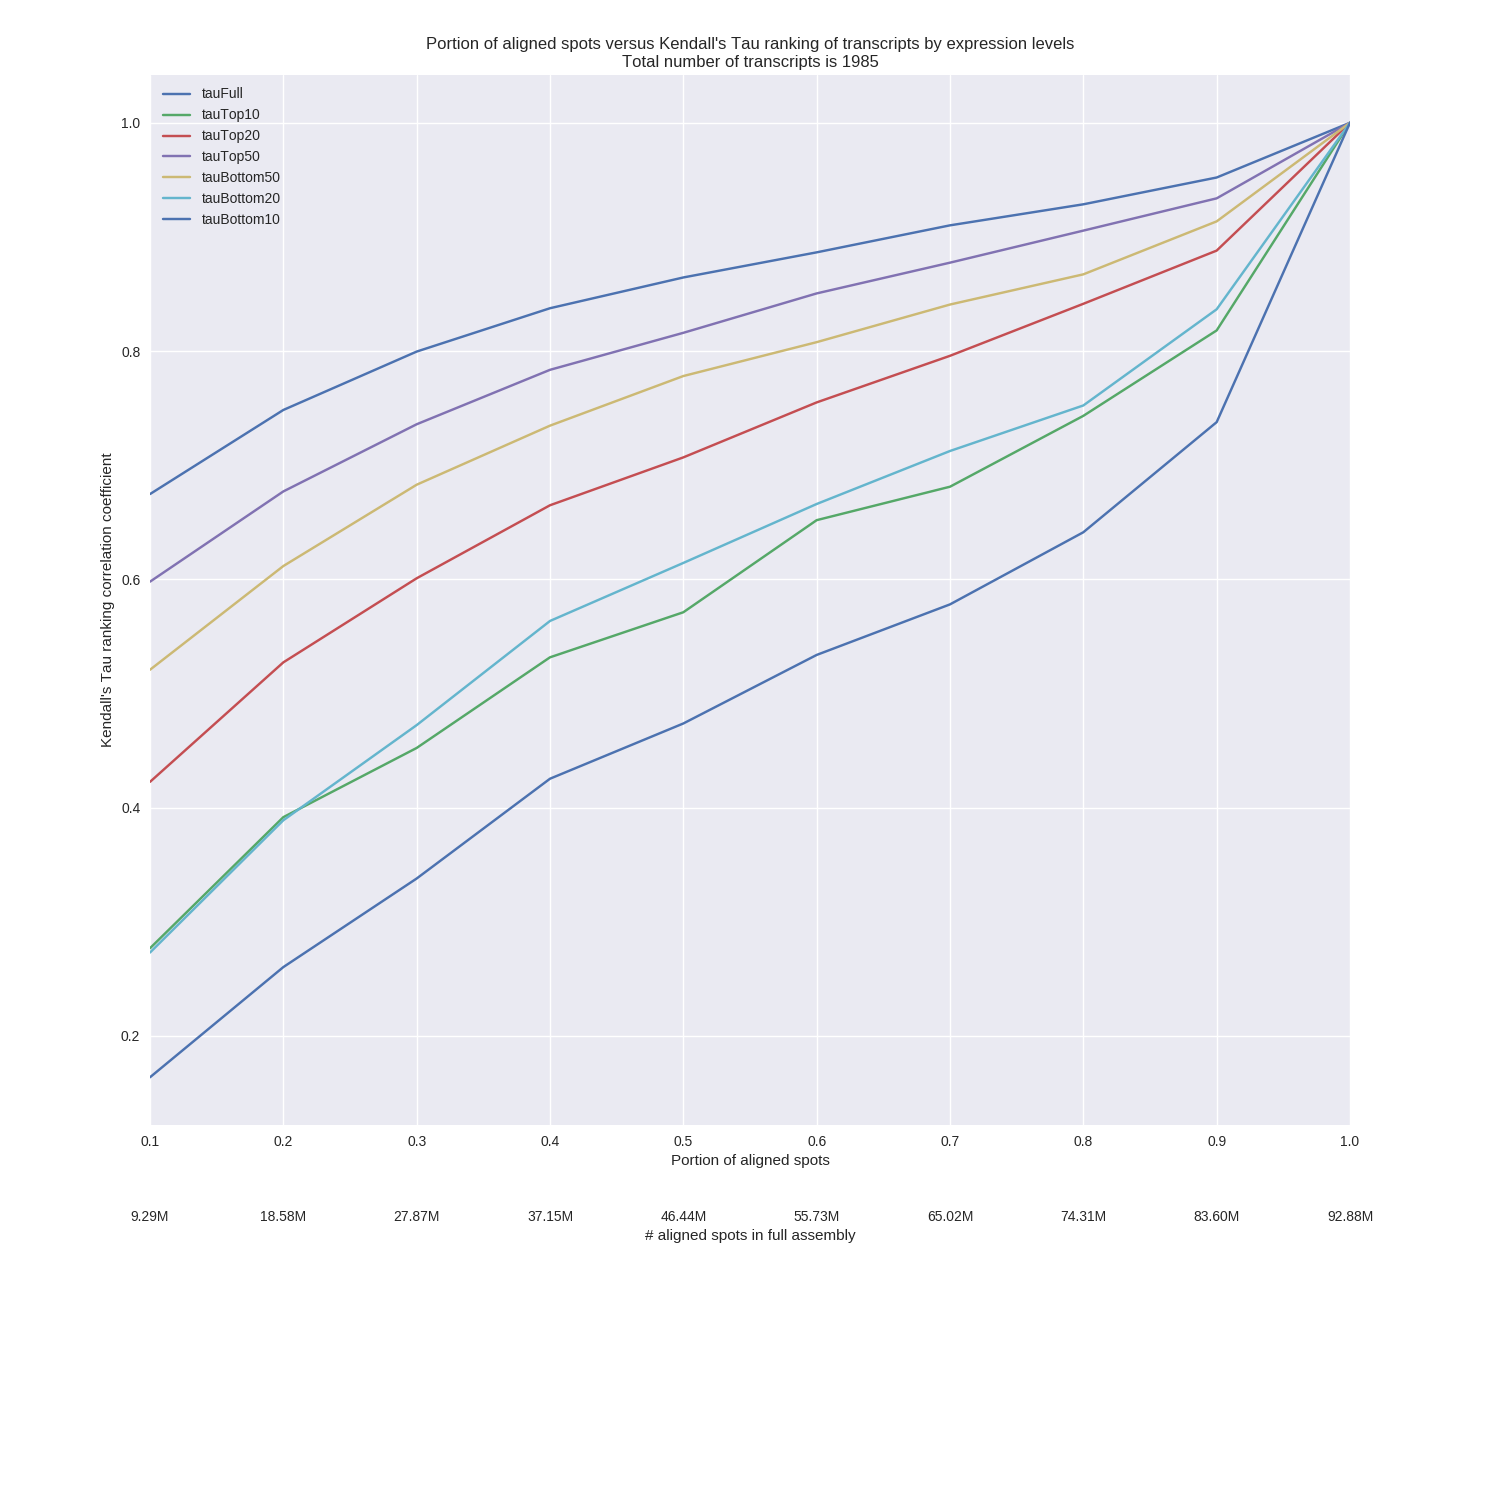 Portion of aligned spots versus Kendall's Tau ranking of transcripts by expression levels
Total number of transcripts is 1985
tauFull
tauTop10
tauTop20
tauTop50
tauBottom50
tauBottom20
tauBottom10
1.0
0.8
0.6
0.4
0.2
Kendall's Tau ranking correlation coefficient
0.1 0.2 0.3 0.4 0.5 0.6 0.7 0.8 0.9 1.0
Portion of aligned spots
9.29M 18.58M 27.87M 37.15M 46.44M 55.73M 65.02M 74.31M 83.60M 92.88M
# aligned spots in full assembly